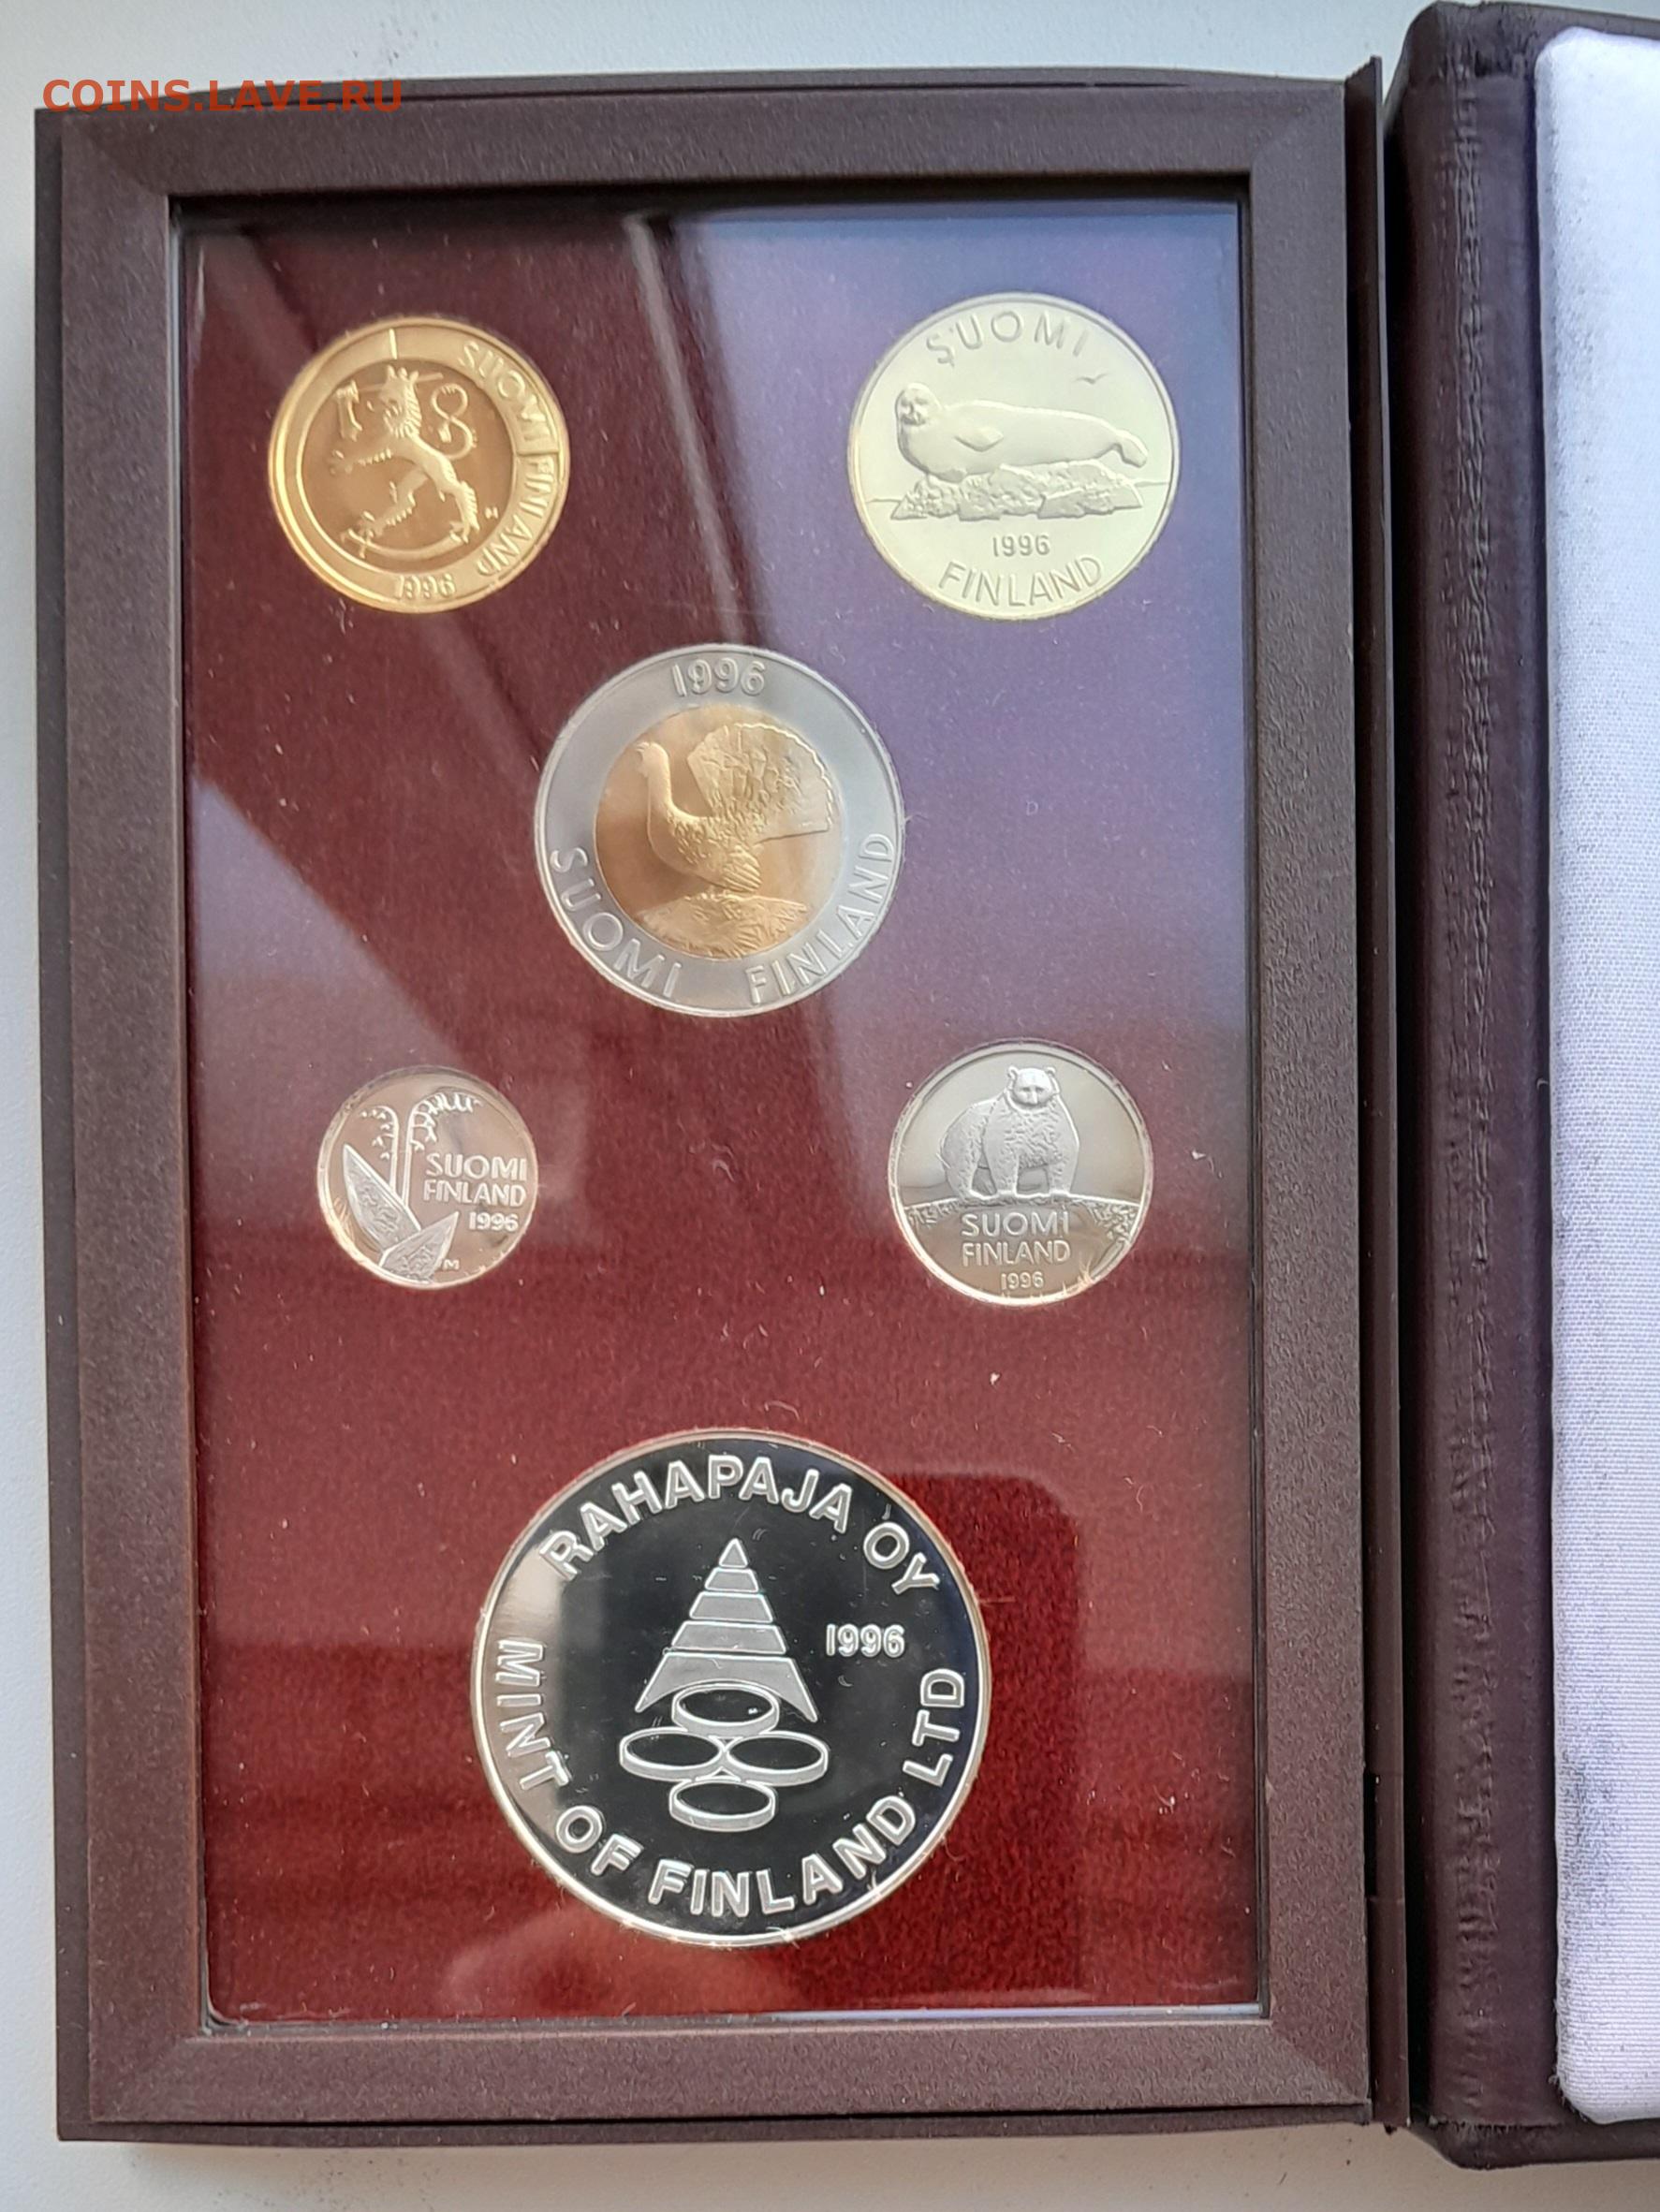 COINS.LAVE.RU
SUOMI FINLAND
1996
M
SUOMI
1996
FINLAND
1996
SUOMI FINLAND
SUOMI
FINLAND
1996
M
SUOMI
FINLAND
1996
RAHAPAJA OY
1996
MINT OF FINLAND LTD